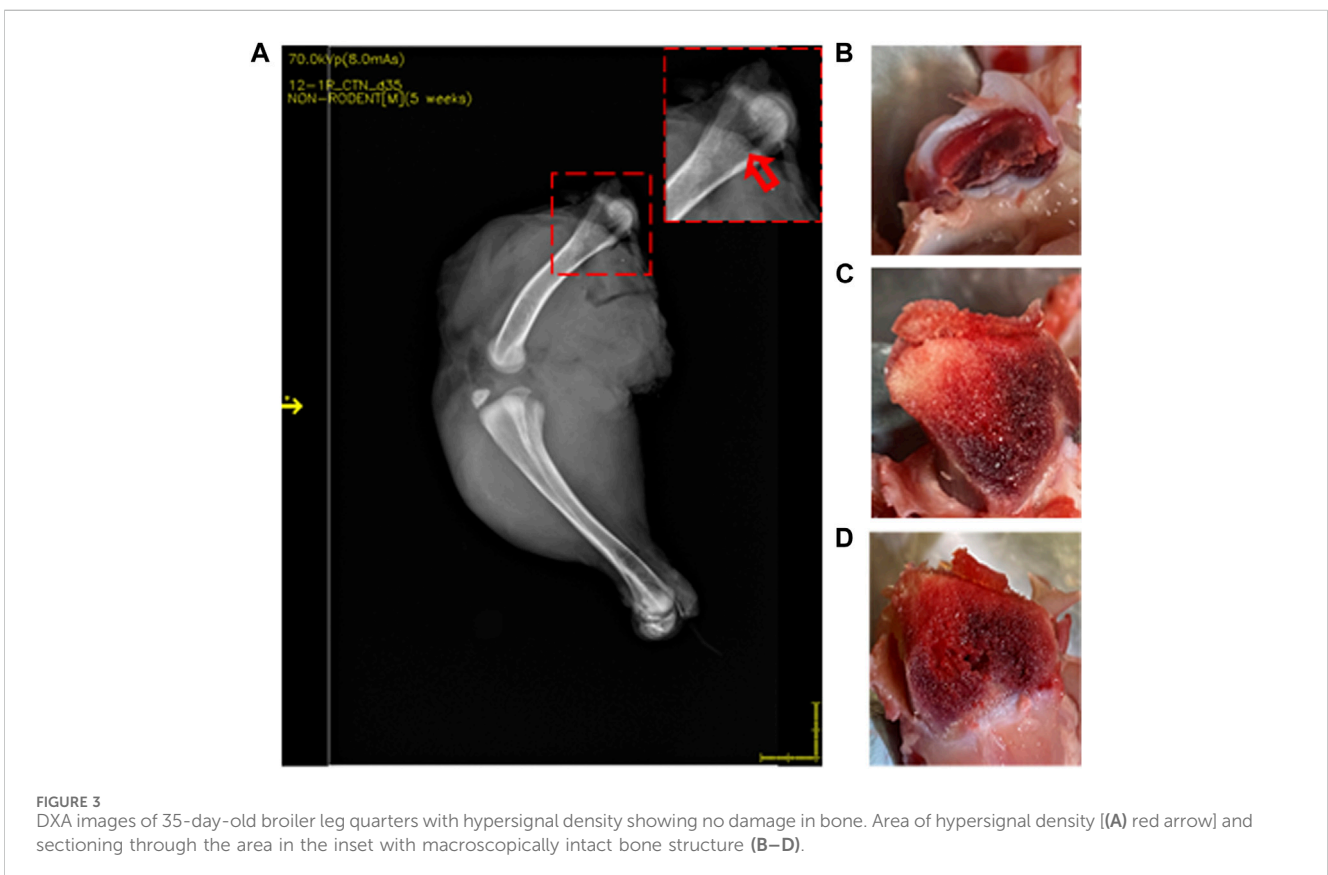 A
70.0kVp(8.0mAs)
12-1R_CTN_d35
NON-RODENT[M](5 weeks)
B
C
D
FIGURE 3
DXA images of 35-day-old broiler leg quarters with hypersignal density showing no damage in bone. Area of hypersignal density [(A) red arrow] and
sectioning through the area in the inset with macroscopically intact bone structure (B–D).